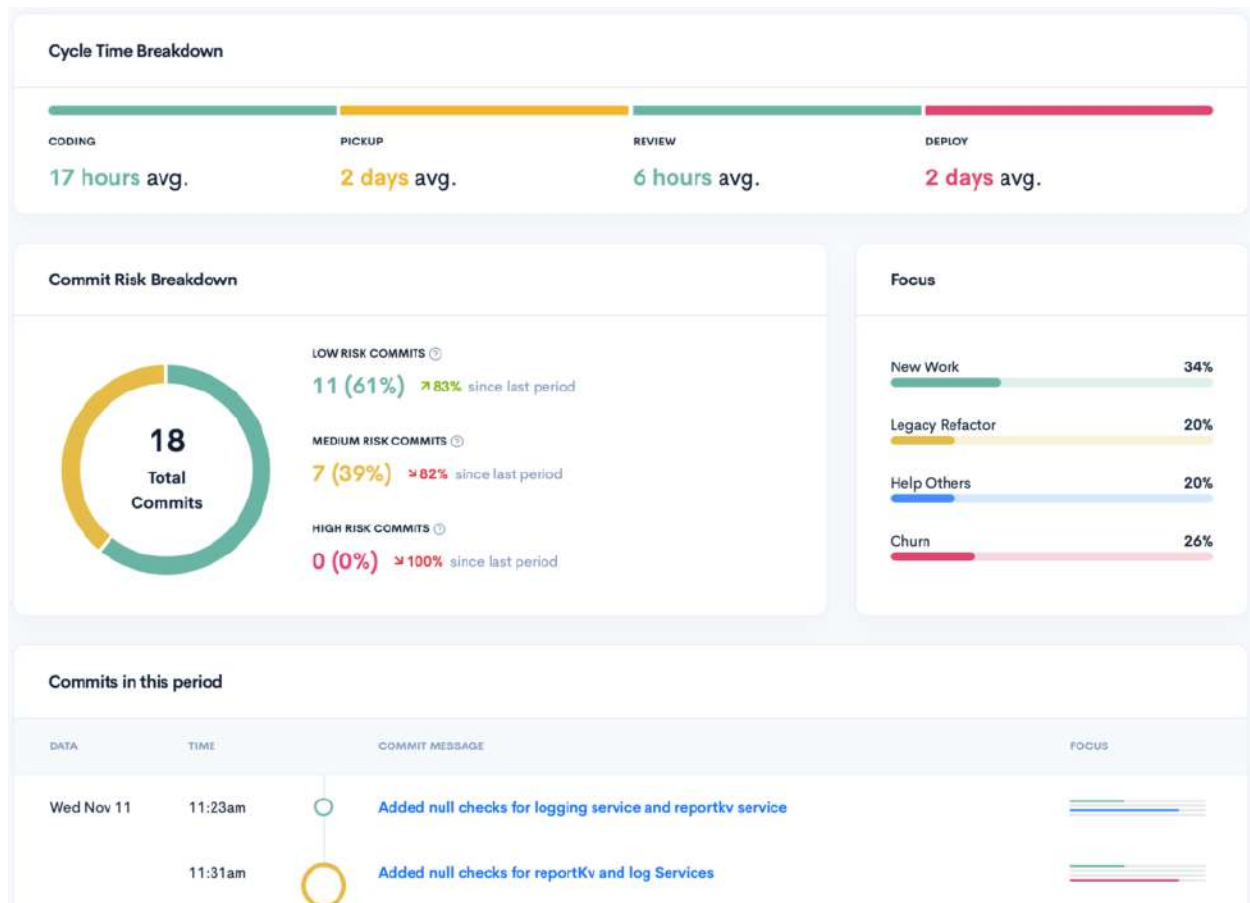 Cycle Time Breakdown
CODING
PICKUP
REVIEW
DEPLOY
17 hours avg.
2 days avg.
6 hours avg.
2 days avg.
Commit Risk Breakdown
18
Total
Commits
LOW RISK COMMITS ?
11 (61%) ↗ 83% since last period
MEDIUM RISK COMMITS ?
7 (39%) ↘ 82% since last period
HIGH RISK COMMITS ?
0 (0%) ↘ 100% since last period
Focus
New Work 34%
Legacy Refactor 20%
Help Others 20%
Churn 26%
Commits in this period
DATA TIME COMMIT MESSAGE FOCUS
Wed Nov 11 11:23am Added null checks for logging service and reportkv service
11:31am Added null checks for reportKv and log Services